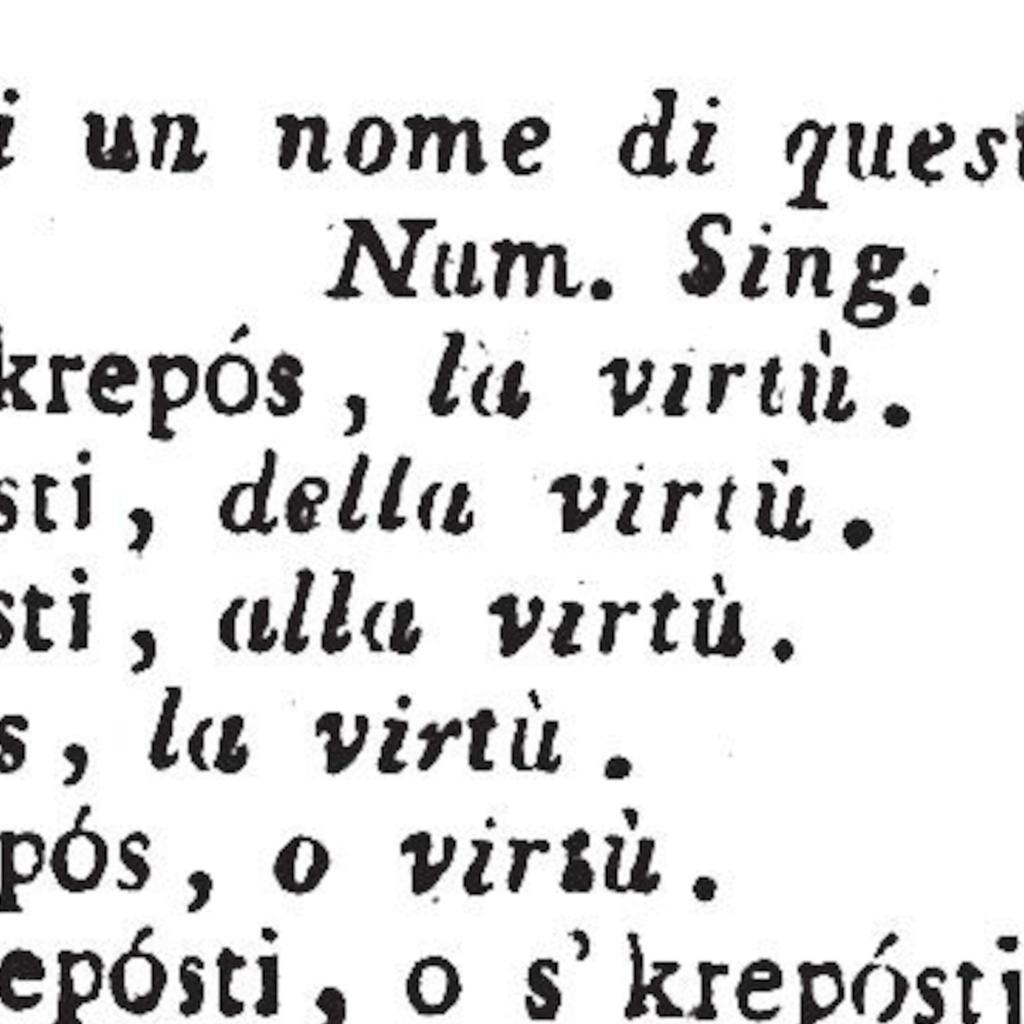 i un nome di quest
Num. Sing.
krepós, la virtù.
sti, della virtù.
sti, alla virtù.
s, la virtù.
pós, o virtù.
epósti, o s' krepósti